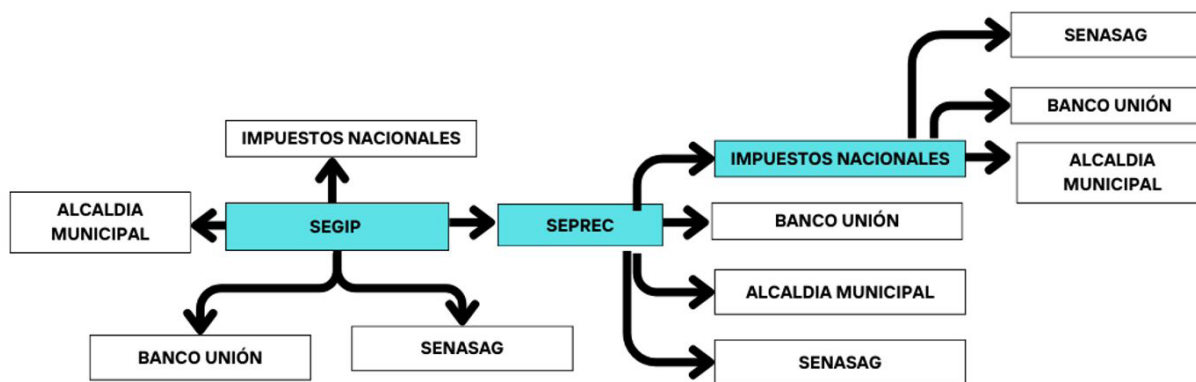 SENASAG
BANCO UNIÓN
IMPUESTOS NACIONALES
IMPUESTOS NACIONALES
ALCALDIA
MUNICIPAL
ALCALDIA
MUNICIPAL
SEGIP
SEPREC
BANCO UNIÓN
ALCALDIA MUNICIPAL
BANCO UNIÓN
SENASAG
SENASAG